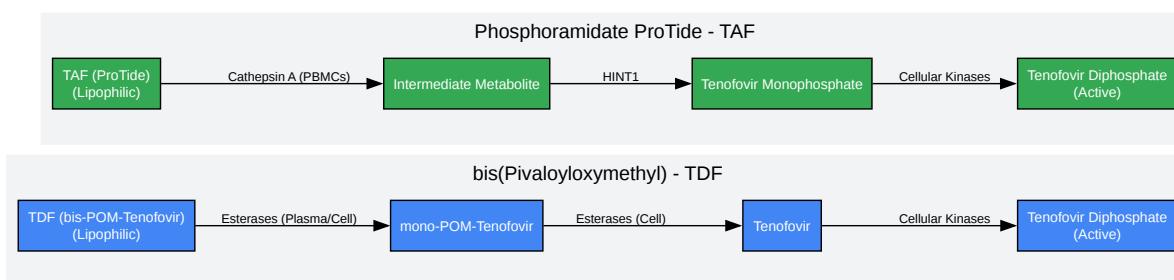 Phosphoramidate ProTide - TAF
TAF (ProTide)
(Lipophilic)
Cathepsin A (PBMCs)
Intermediate Metabolite
HINT1
Tenofovir Monophosphate
Cellular Kinases
Tenofovir Diphosphate
(Active)
bis(Pivaloyloxymethyl) - TDF
TDF (bis-POM-Tenofovir)
(Lipophilic)
Esterases (Plasma/Cell)
mono-POM-Tenofovir
Esterases (Cell)
Tenofovir
Cellular Kinases
Tenofovir Diphosphate
(Active)